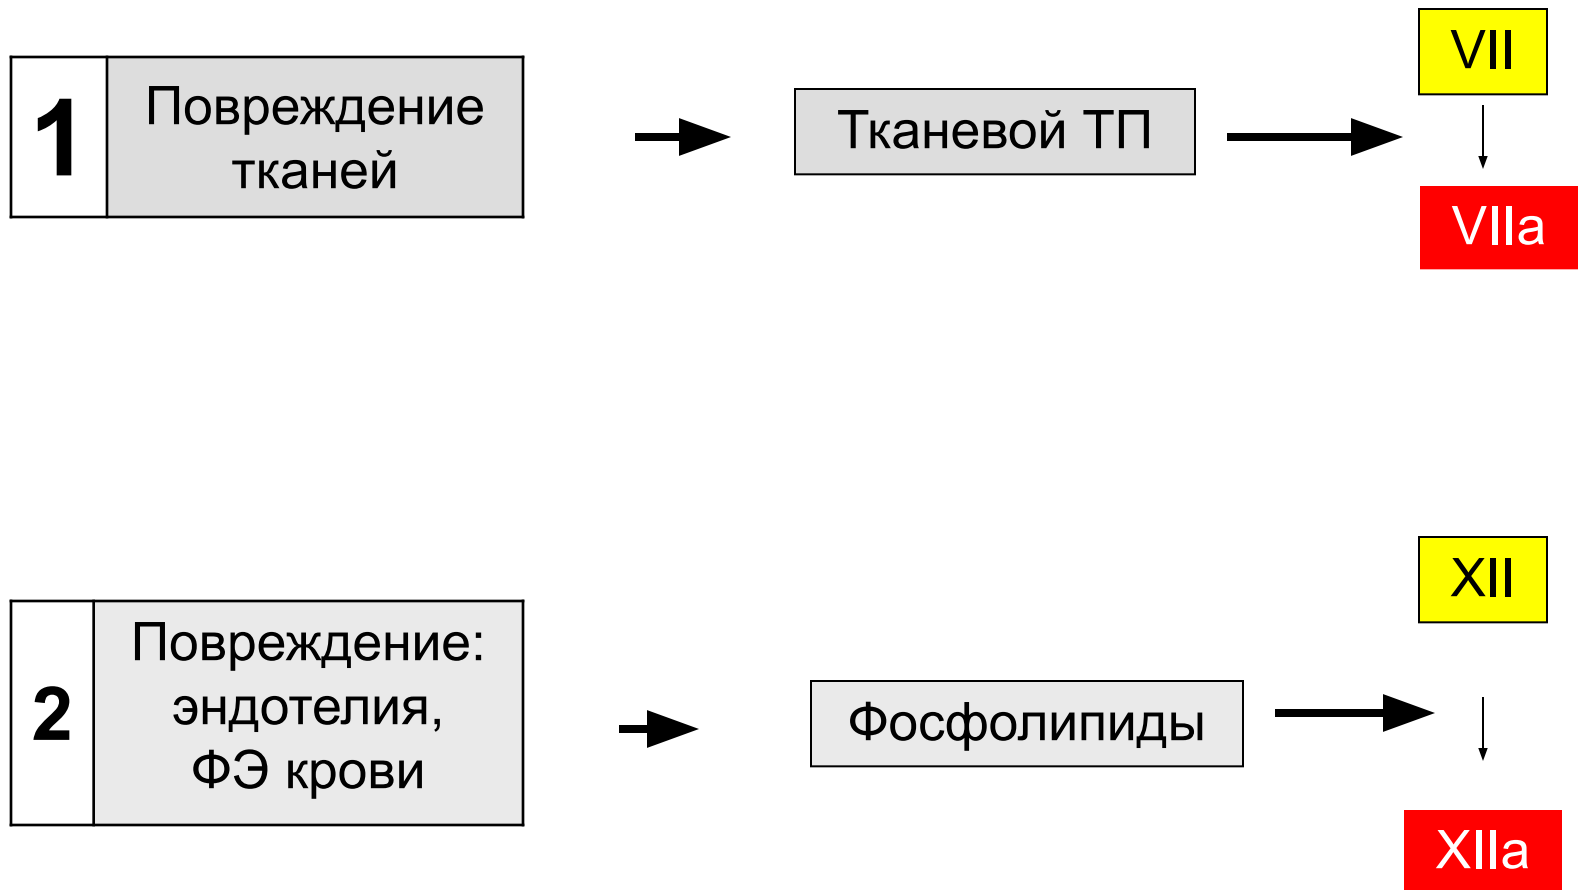 1
Повреждение
тканей
Тканевой ТП
VII
VIIa
2
Повреждение:
эндотелия,
ФЭ крови
Фосфолипиды
XII
XIIa